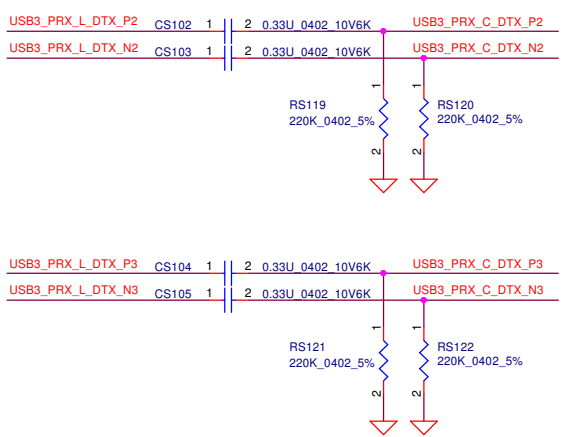 USB3_PRX_L_DTX_P2 CS102 1 2 0.33U_0402_10V6K USB3_PRX_C_DTX_P2
USB3_PRX_L_DTX_N2 CS103 1 2 0.33U_0402_10V6K USB3_PRX_C_DTX_N2
1 1
RS119 RS120
220K_0402_5% 220K_0402_5%
2 2
USB3_PRX_L_DTX_P3 CS104 1 2 0.33U_0402_10V6K USB3_PRX_C_DTX_P3
USB3_PRX_L_DTX_N3 CS105 1 2 0.33U_0402_10V6K USB3_PRX_C_DTX_N3
1 1
RS121 RS122
220K_0402_5% 220K_0402_5%
2 2